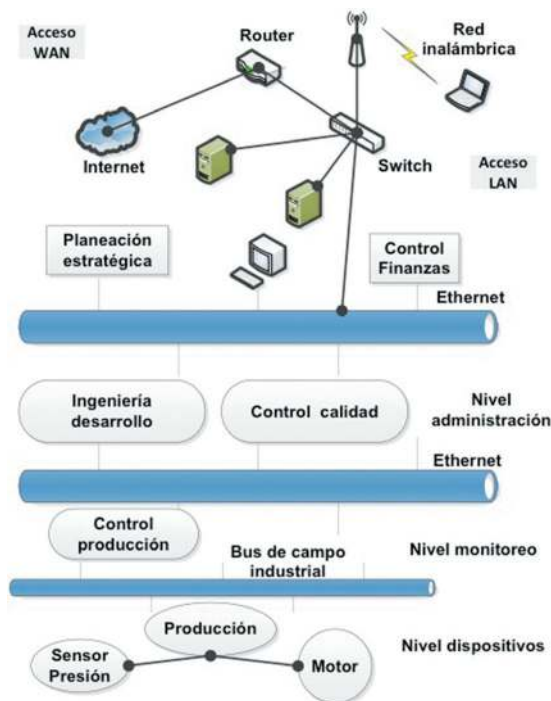 Acceso
WAN
Router
Red
inalámbrica
Internet
Switch
Acceso
LAN
Planeación
estratégica
Control
Finanzas
Ethernet
Ingeniería
desarrollo
Control calidad
Nivel
administración
Ethernet
Control
producción
Bus de campo
industrial
Nivel monitoreo
Producción
Sensor
Presión
Motor
Nivel dispositivos